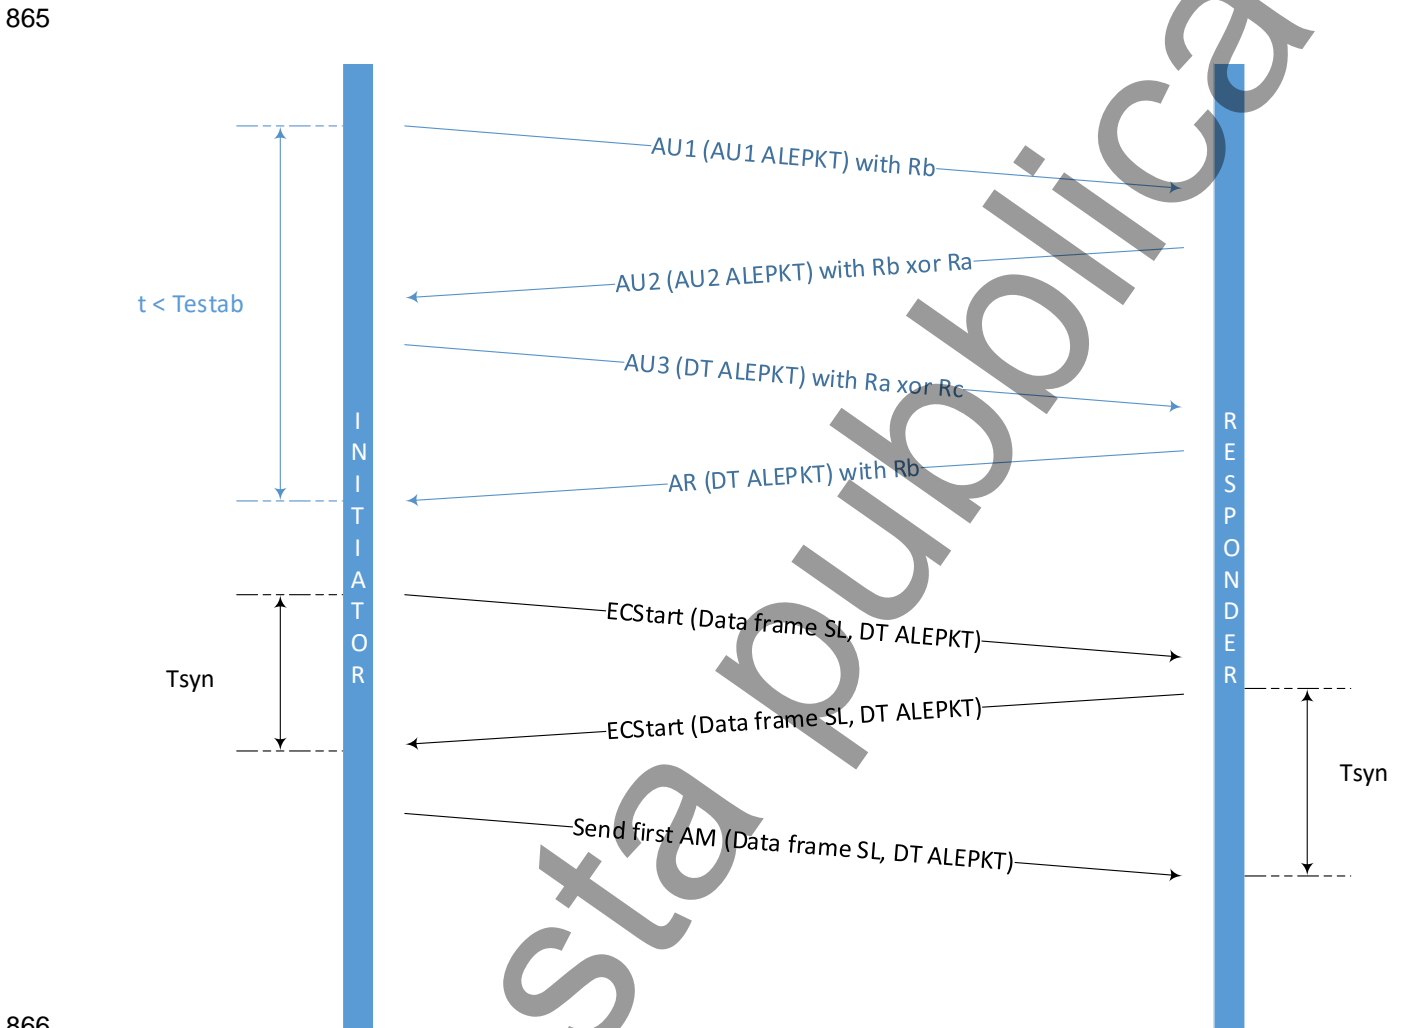 865
AU1 (AU1 ALEPKT) with Rb
AU2 (AU2 ALEPKT) with Rb xor Ra
t < Testab
AU3 (DT ALEPKT) with Ra xor Rc
AR (DT ALEPKT) with Rb
INITIATOR
RESPONDER
ECStart (Data frame SL, DT ALEPKT)
Tsyn
ECStart (Data frame SL, DT ALEPKT)
Tsyn
Send first AM (Data frame SL, DT ALEPKT)
sta pubblica
866